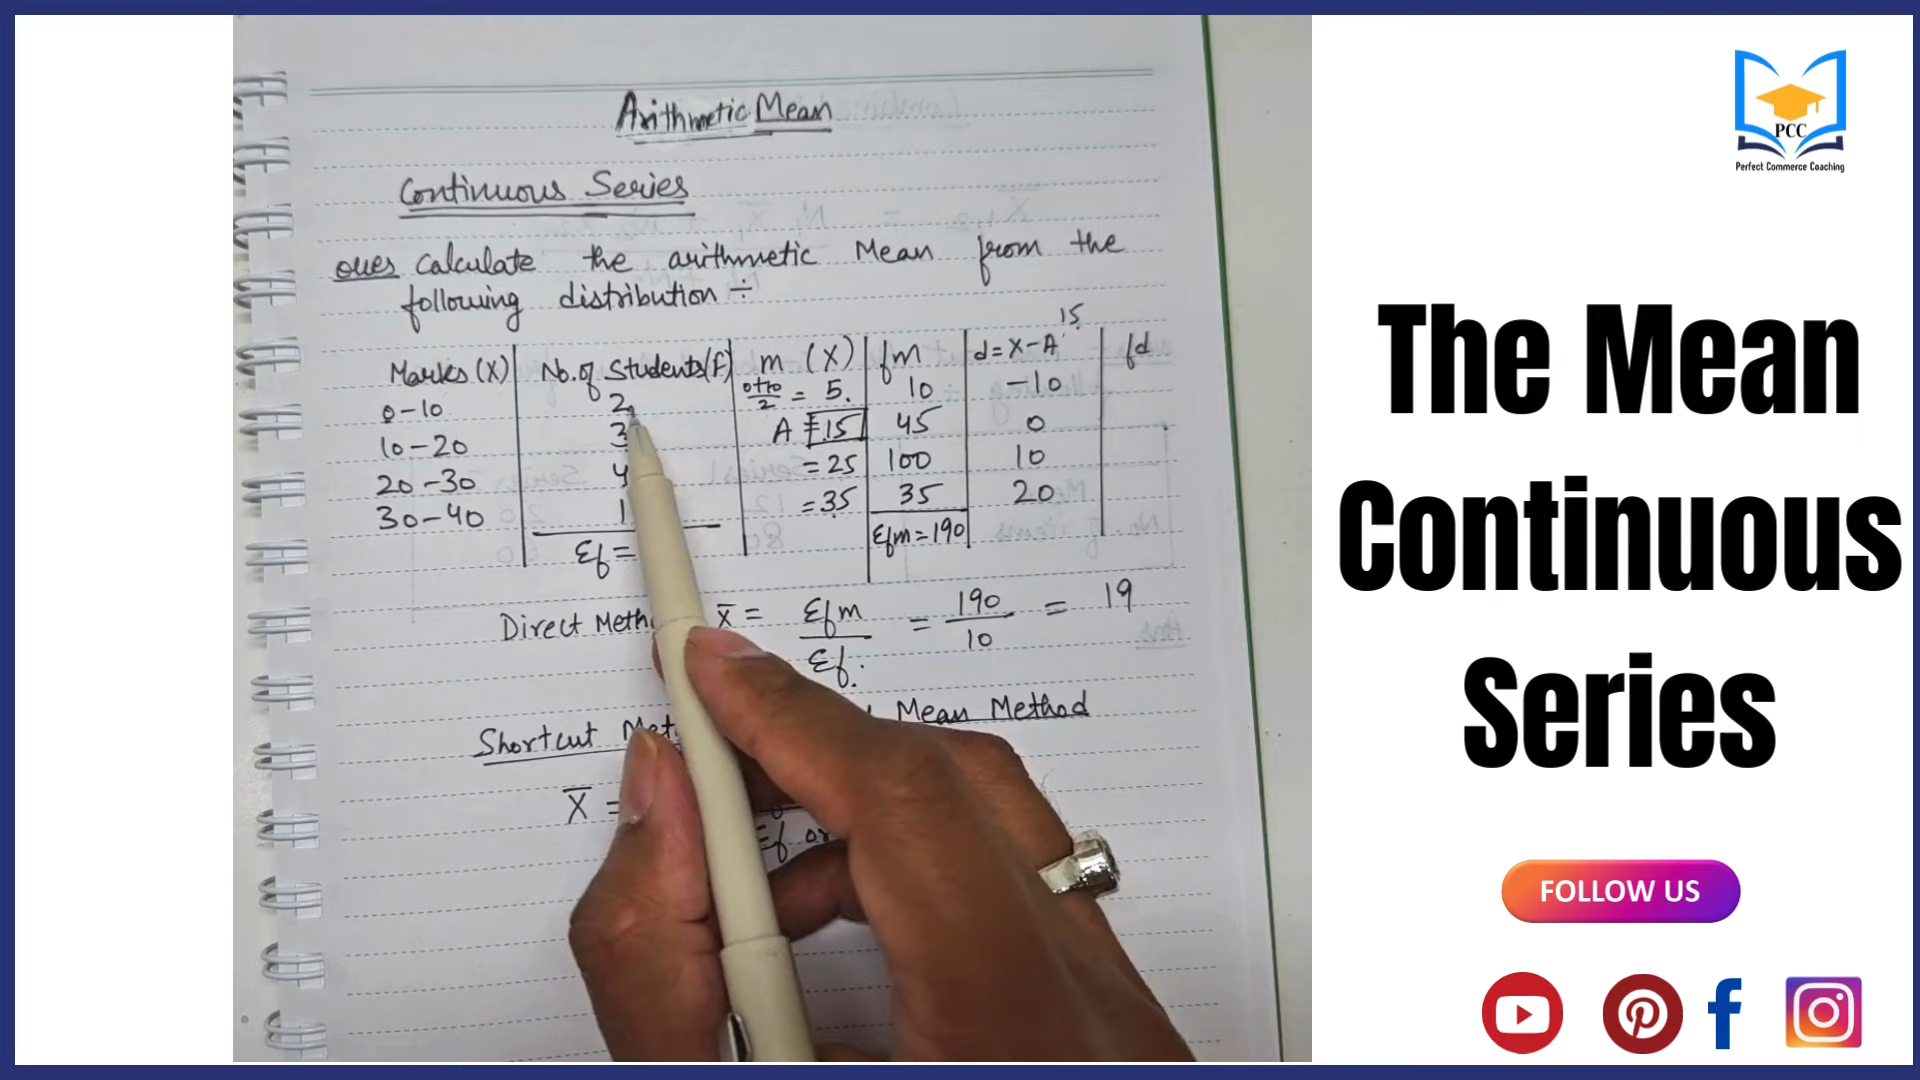 Arithmetic Mean
Continuous Series
Ques Calculate the arithmetic Mean from the
following distribution ÷
15
Marks (X) No. of Students (f) m (X) fm d = X-A fd
0-10 2 0+10/2 = 5. 10 -10
10-20 3 A = 15 45 0
20-30 4 = 25 100 10
30-40 1 = 35 35 20
Σf = Σfm = 190
Direct Meth X̄ = Σfm/Σf. = 190/10 = 19
Shortcut Mean Method
X̄ =
Σf or
PCC
Perfect Commerce Coaching
The Mean
Continuous
Series
FOLLOW US